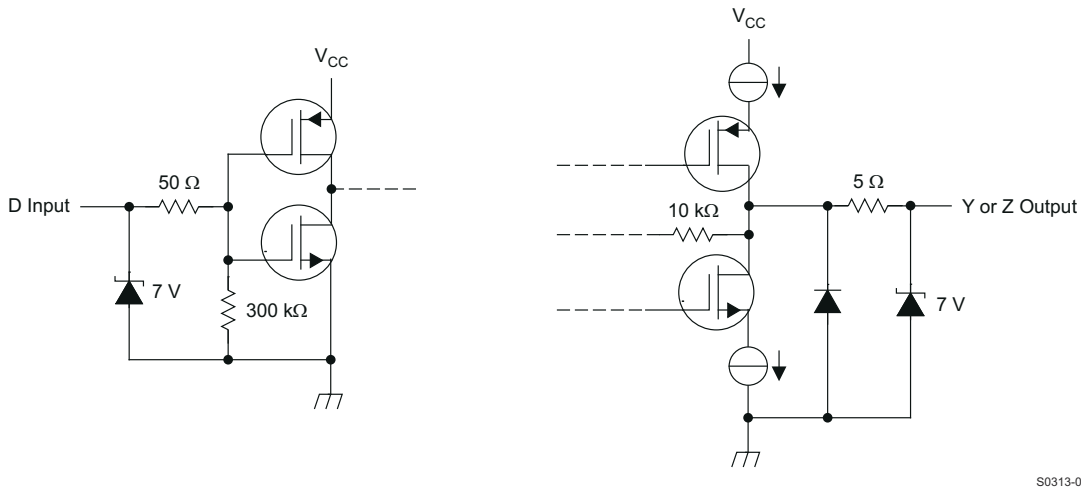 V_CC
50 Ω
D Input
7 V
300 kΩ
V_CC
5 Ω
Y or Z Output
10 kΩ
7 V
S0313-0